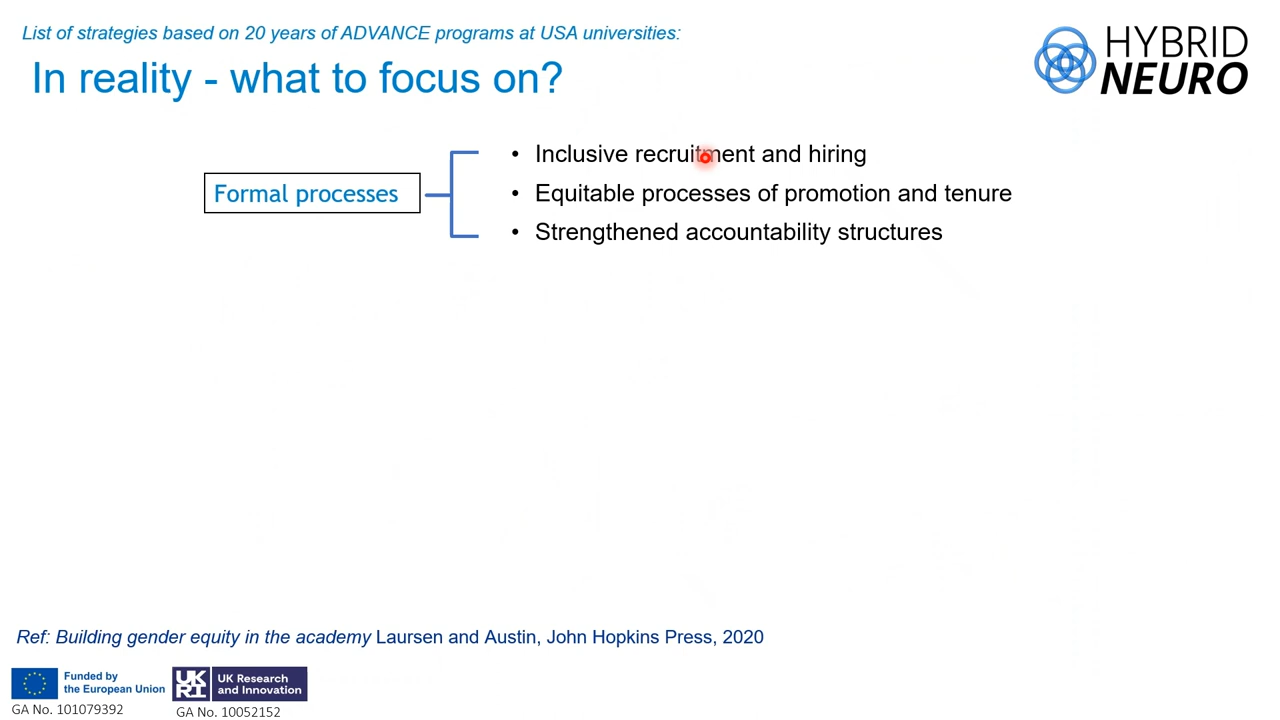 List of strategies based on 20 years of ADVANCE programs at USA universities:
In reality - what to focus on?
HYBRID
NEURO
Formal processes
• Inclusive recruitment and hiring
• Equitable processes of promotion and tenure
• Strengthened accountability structures
Ref: Building gender equity in the academy Laursen and Austin, John Hopkins Press, 2020
Funded by
the European Union
GA No. 101079392
UK
RI
UK Research
and Innovation
GA No. 10052152